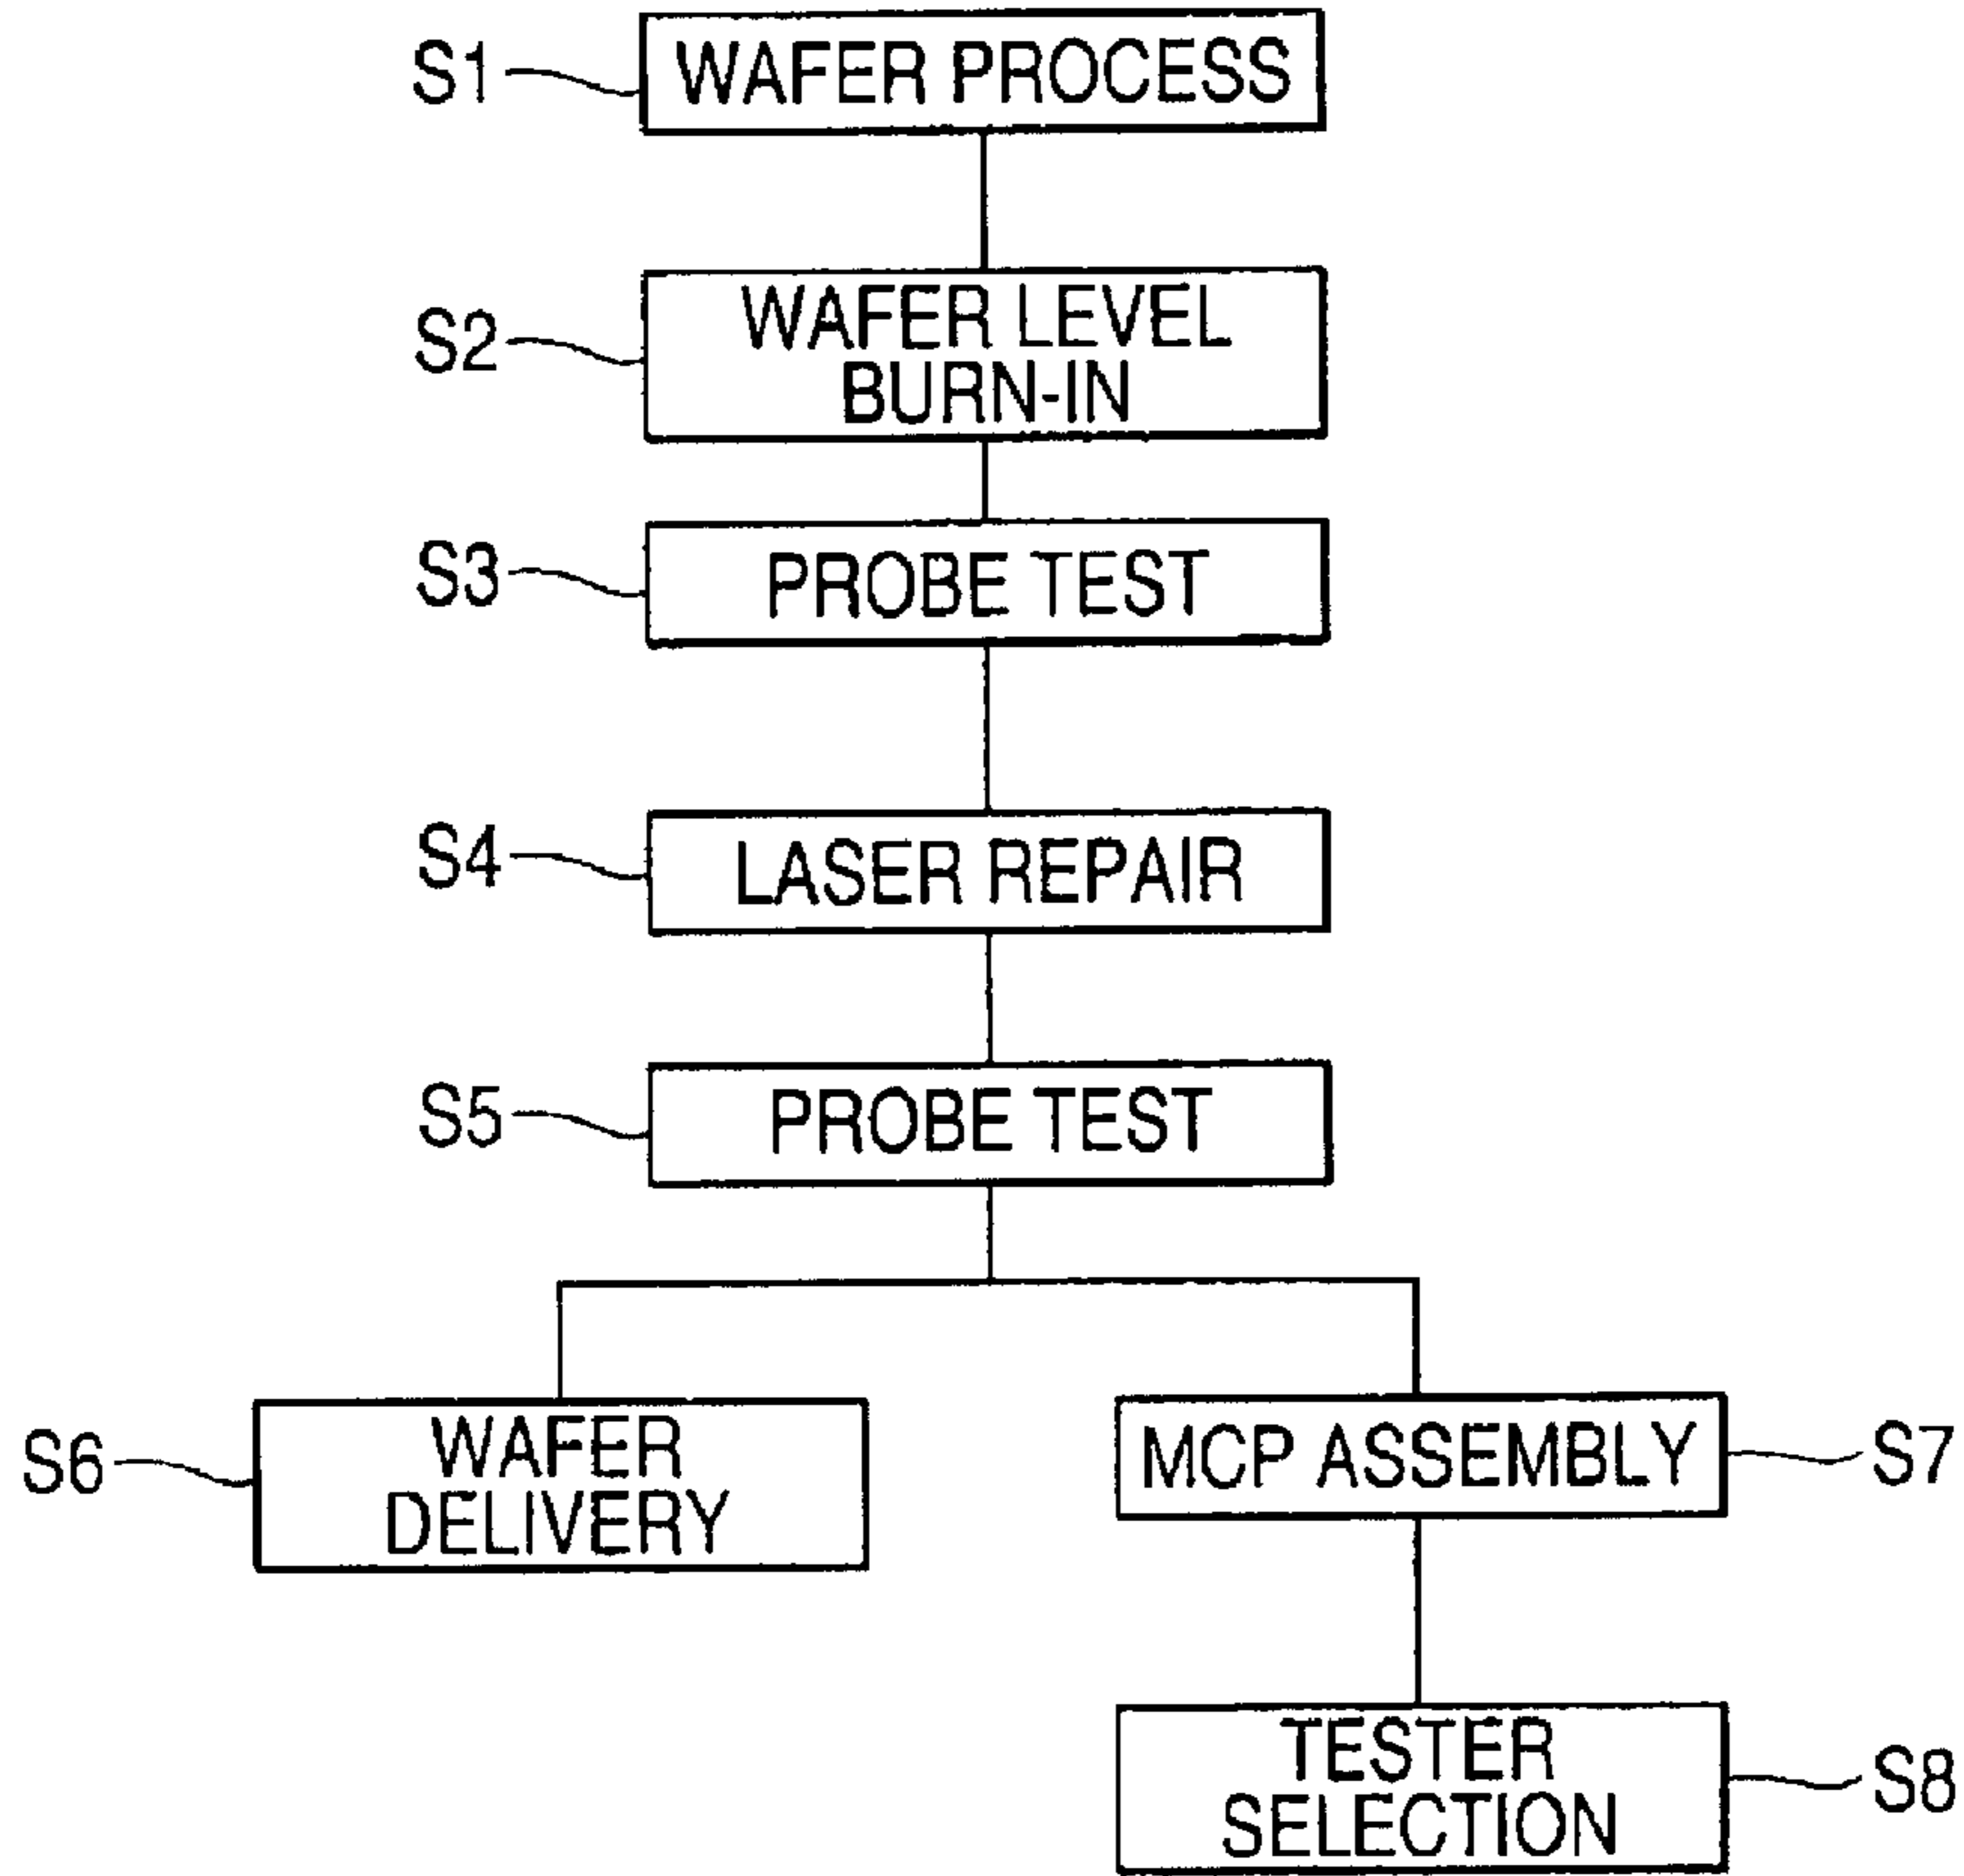 S1
WAFER PROCESS
S2
WAFER LEVEL
BURN-IN
S3
PROBE TEST
S4
LASER REPAIR
S5
PROBE TEST
S6
WAFER
DELIVERY
MCP ASSEMBLY
S7
TESTER
SELECTION
S8